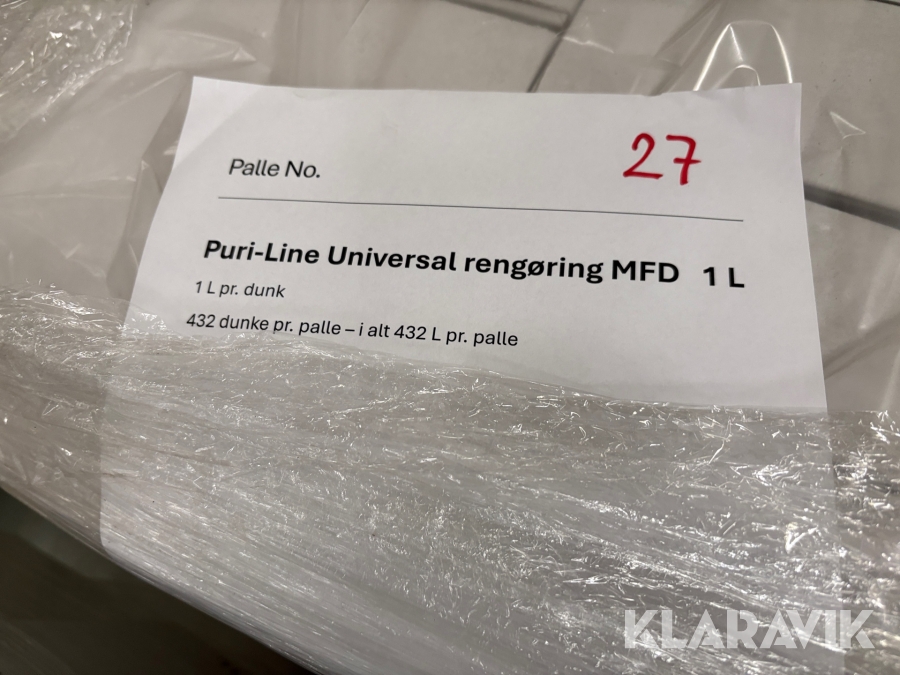 Palle No. 27
Puri-Line Universal rengøring MFD 1 L
1 L pr. dunk
432 dunke pr. palle – i alt 432 L pr. palle
KLARAVIK